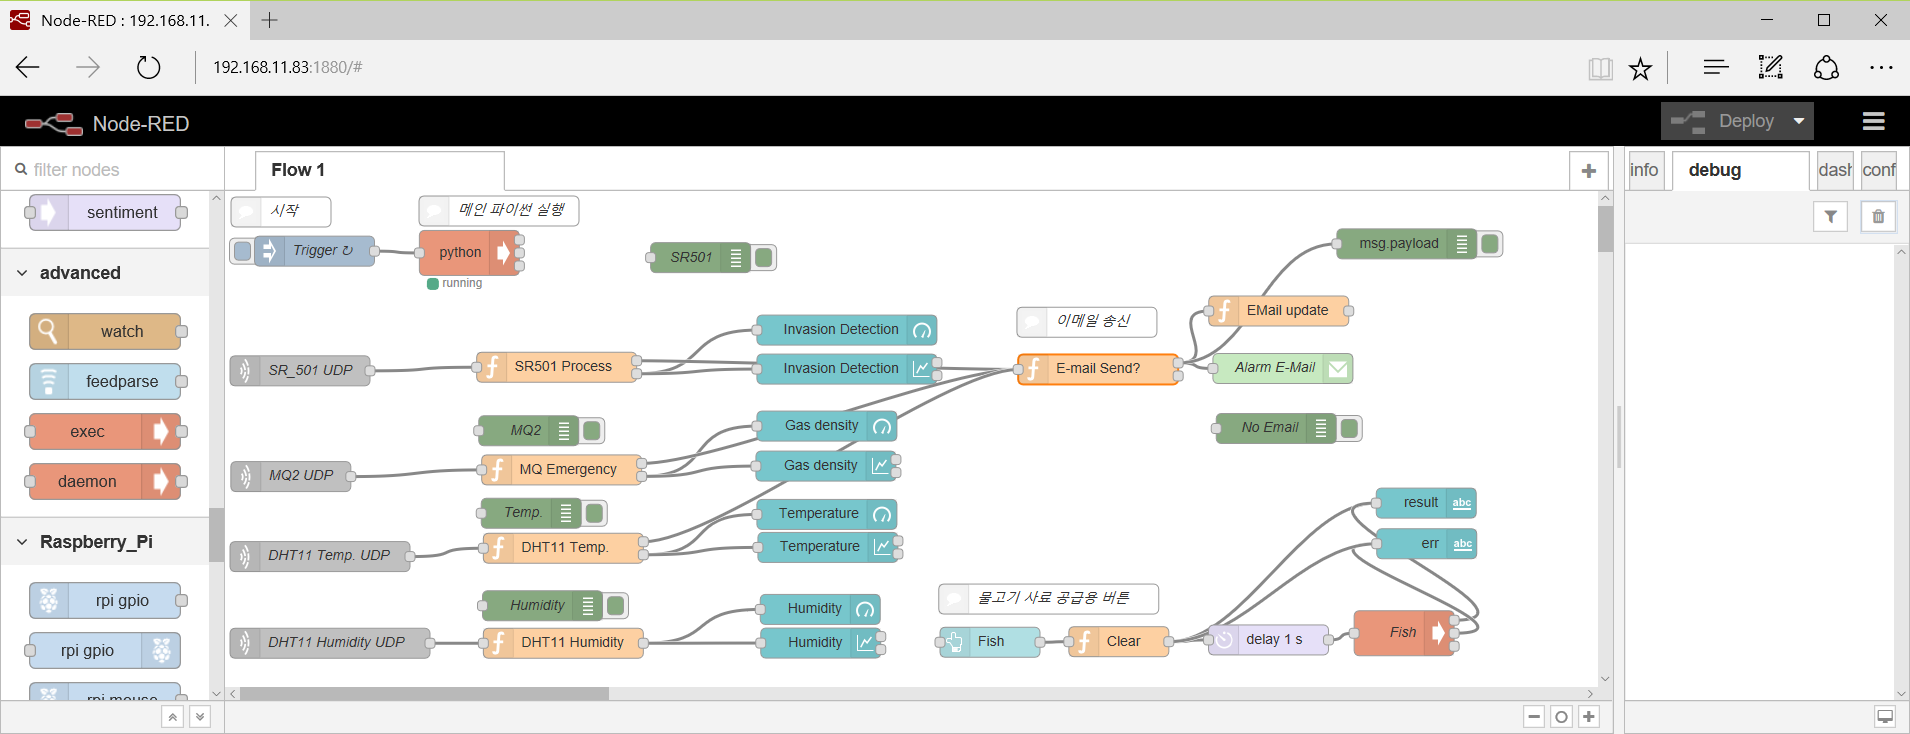 Node-RED : 192.168.11.
192.168.11.83:1880/#
Node-RED
Deploy
filter nodes
Flow 1
info
debug
dash
conf
sentiment
advanced
watch
feedparse
exec
daemon
Raspberry_Pi
rpi gpio
rpi gpio
rpi mouse
시작
메인 파이썬 실행
Trigger ↻
python
running
SR501
msg.payload
EMail update
이메일 송신
Invasion Detection
SR_501 UDP
SR501 Process
Invasion Detection
E-mail Send?
Alarm E-Mail
MQ2
Gas density
No Email
MQ2 UDP
MQ Emergency
Gas density
Temp.
Temperature
result
abc
DHT11 Temp. UDP
DHT11 Temp.
Temperature
err
abc
Humidity
Humidity
물고기 사료 공급용 버튼
DHT11 Humidity UDP
DHT11 Humidity
Humidity
Fish
Clear
delay 1 s
Fish